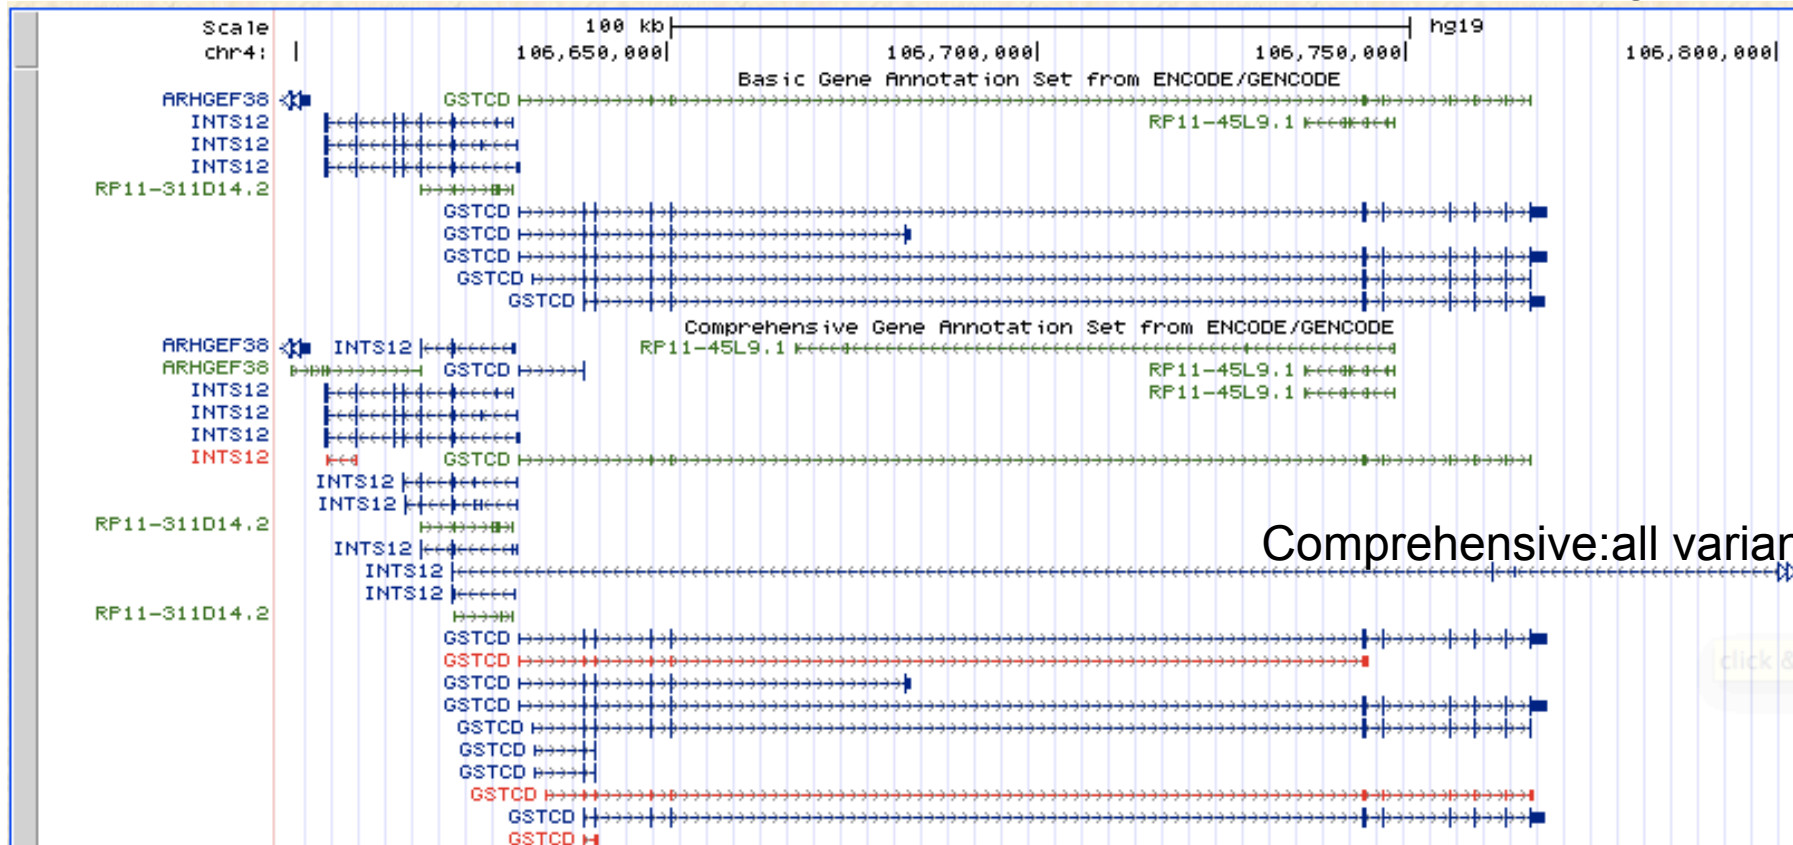 Scale 100 kb hg19
chr4: 106,650,000 106,700,000 106,750,000 106,800,000
Basic Gene Annotation Set from ENCODE/GENCODE
ARHGEF38 GSTCD
INTS12 RP11-45L9.1
INTS12
INTS12
RP11-311D14.2
GSTCD
GSTCD
GSTCD
GSTCD
GSTCD
Comprehensive Gene Annotation Set from ENCODE/GENCODE
ARHGEF38 INTS12 RP11-45L9.1
ARHGEF38 GSTCD RP11-45L9.1
INTS12 RP11-45L9.1
INTS12
INTS12
INTS12 GSTCD
INTS12
INTS12
RP11-311D14.2
Comprehensive:all varian
INTS12
INTS12
INTS12
RP11-311D14.2
GSTCD
GSTCD
click &
GSTCD
GSTCD
GSTCD
GSTCD
GSTCD
GSTCD
GSTCD
GSTCD